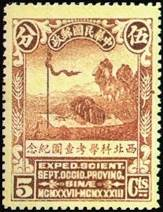 伍分
中華民國郵政
西北科學考查團紀念
EXPED. SCIENT.
SEPT. OCCID. PROVINC.
SINÆ
MCMXXVII-MCMXXXIII
5 Cts